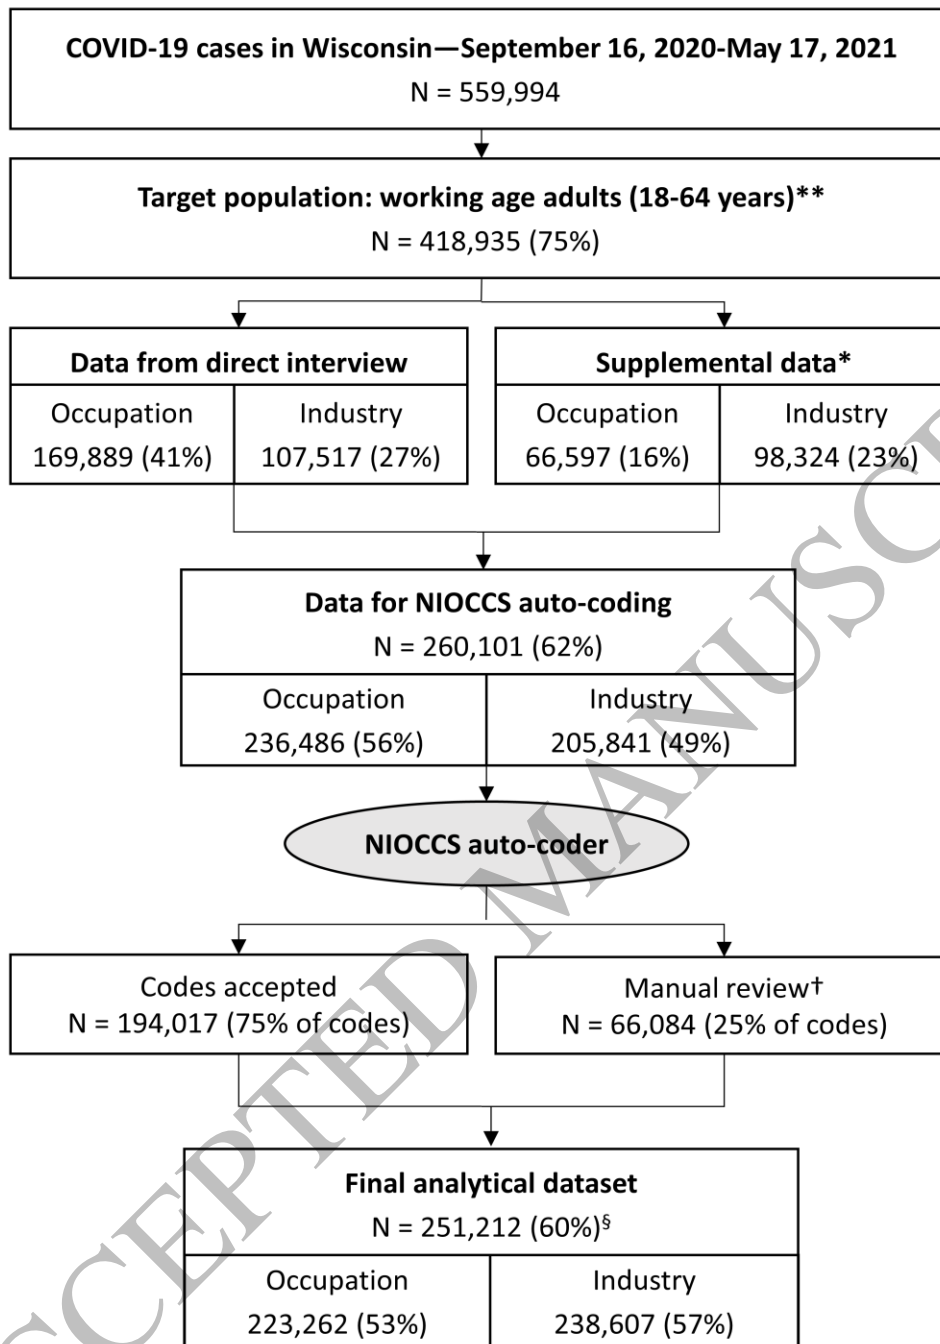 COVID-19 cases in Wisconsin—September 16, 2020-May 17, 2021
N = 559,994
Target population: working age adults (18-64 years)**
N = 418,935 (75%)
Data from direct interview
Occupation
169,889 (41%)
Industry
107,517 (27%)
Supplemental data*
Occupation
66,597 (16%)
Industry
98,324 (23%)
Data for NIOCCS auto-coding
N = 260,101 (62%)
Occupation
236,486 (56%)
Industry
205,841 (49%)
NIOCCS auto-coder
Codes accepted
N = 194,017 (75% of codes)
Manual review†
N = 66,084 (25% of codes)
Final analytical dataset
N = 251,212 (60%)§
Occupation
223,262 (53%)
Industry
238,607 (57%)
CCEPTED MANUSC